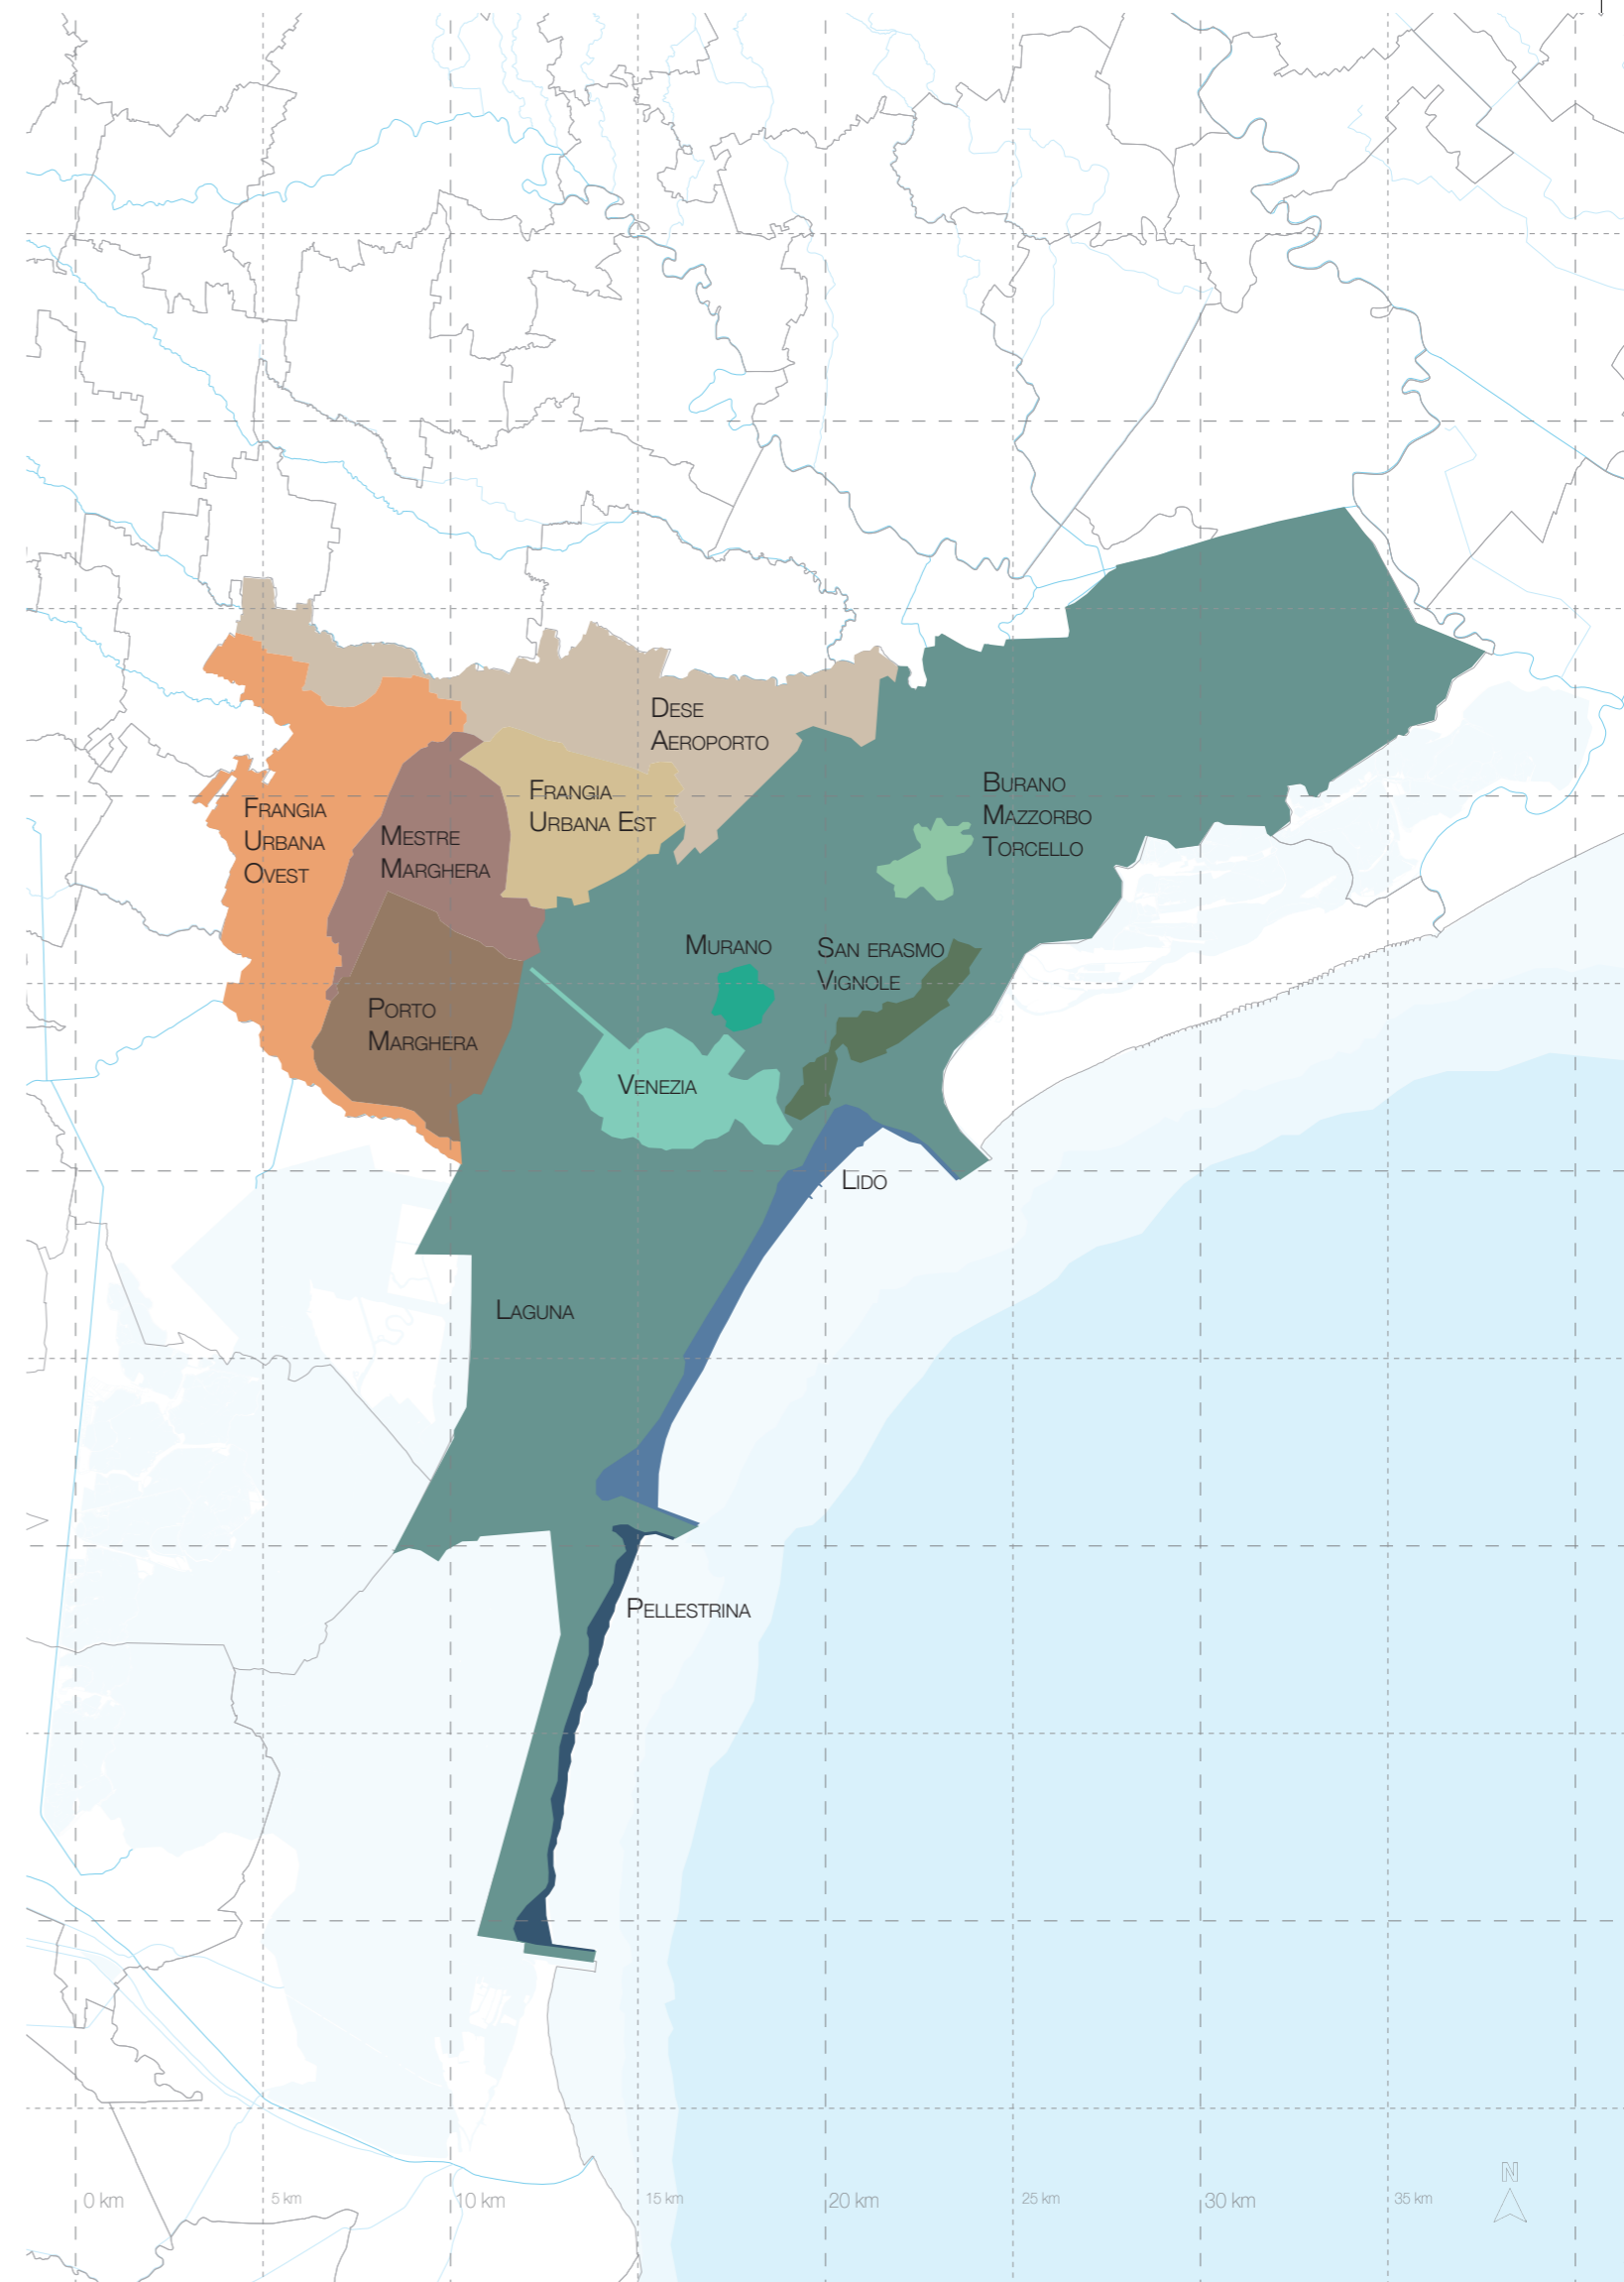 Dese
Aeroporto
Frangia
Urbana Est
Burano
Mazzorbo
Torcello
Frangia
Urbana
Ovest
Mestre
Marghera
Murano
San erasmo
Vignole
Porto
Marghera
Venezia
Lido
Laguna
Pellestrina
N
0 km
5 km
10 km
15 km
20 km
25 km
30 km
35 km